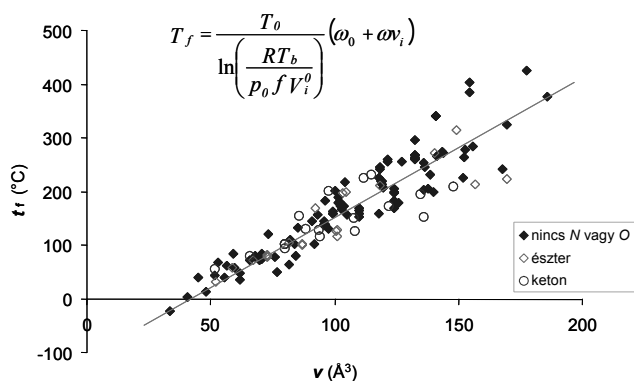 T_f = T_0 / ln( RT_b / p_0 f V_i^0 ) (ω_0 + ωv_i)
500
400
300
200
100
0
-100
0
50
100
150
200
t_f (°C)
v (Å³)
nincs N vagy O
észter
keton